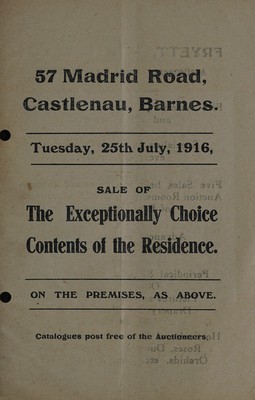 57 Madrid Road,
Castlenau, Barnes.
Tuesday, 25th July, 1916,
SALE OF
The Exceptionally Choice
Contents of the Residence.
ON THE PREMISES, AS ABOVE.
Catalogues post free of the Auctioneers,